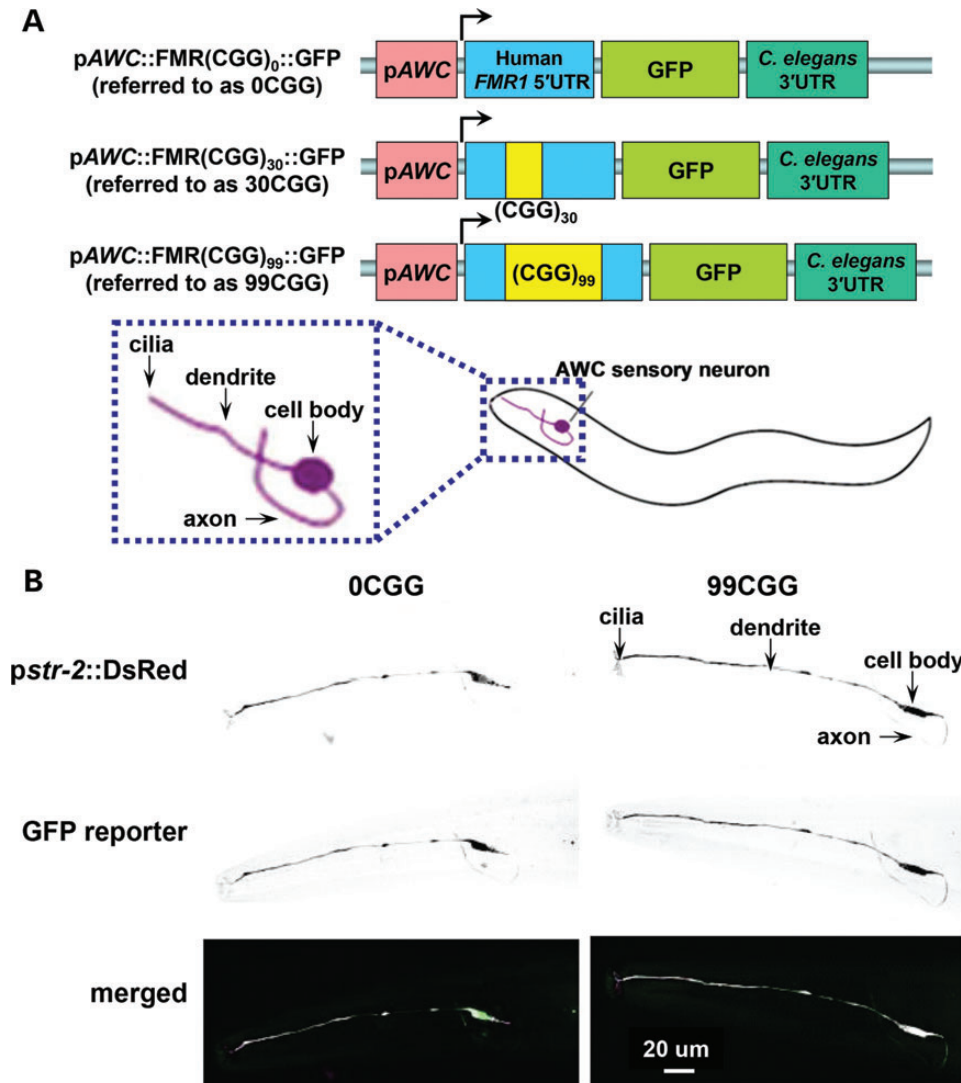 A
pAWC::FMR(CGG)₀::GFP
(referred to as 0CGG)
pAWC
Human
FMR1 5′UTR
GFP
C. elegans
3′UTR
pAWC::FMR(CGG)₃₀::GFP
(referred to as 30CGG)
pAWC
(CGG)₃₀
GFP
C. elegans
3′UTR
pAWC::FMR(CGG)₉₉::GFP
(referred to as 99CGG)
pAWC
(CGG)₉₉
GFP
C. elegans
3′UTR
cilia
dendrite
cell body
axon
AWC sensory neuron
B
0CGG
99CGG
pstr-2::DsRed
cilia
dendrite
cell body
axon
GFP reporter
merged
20 um